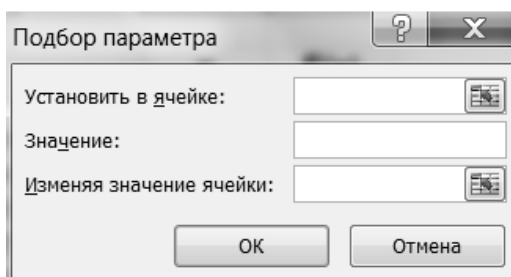 Подбор параметра
Установить в ячейке:
Значение:
Изменяя значение ячейки:
ОК
Отмена